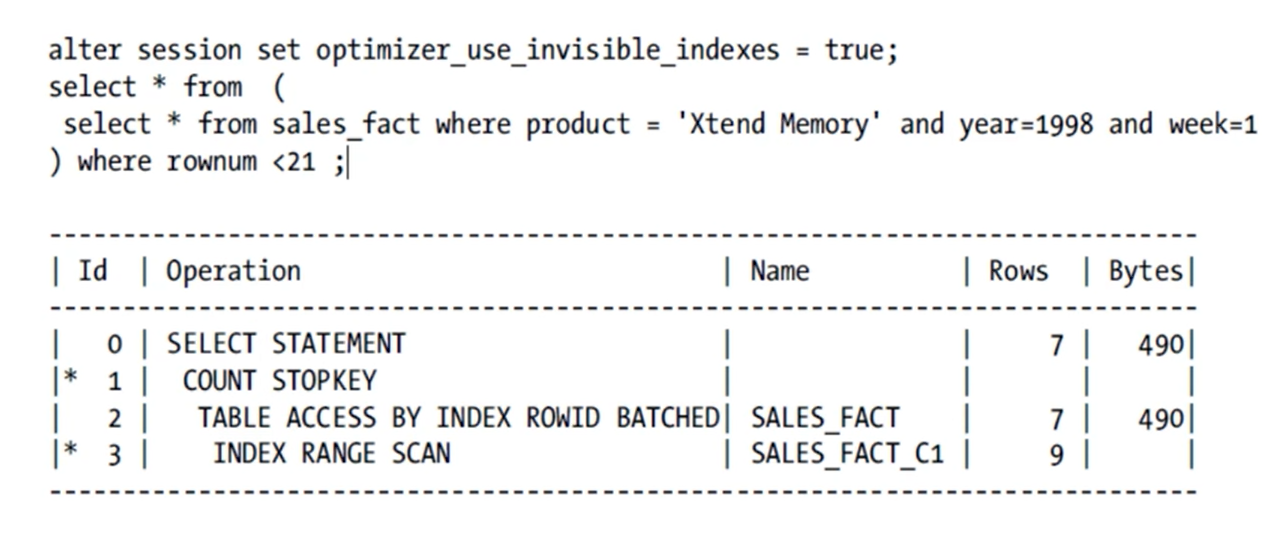 alter session set optimizer_use_invisible_indexes = true;
select * from  (
 select * from sales_fact where product = 'Xtend Memory' and year=1998 and week=1
) where rownum <21 ;
------------------------------------------------------------------------------
| Id  | Operation                            | Name          | Rows  | Bytes|
------------------------------------------------------------------------------
|   0 | SELECT STATEMENT                     |               |     7 |   490|
|*  1 |  COUNT STOPKEY                       |               |       |      |
|   2 |   TABLE ACCESS BY INDEX ROWID BATCHED| SALES_FACT    |     7 |   490|
|*  3 |    INDEX RANGE SCAN                  | SALES_FACT_C1 |     9 |      |
------------------------------------------------------------------------------